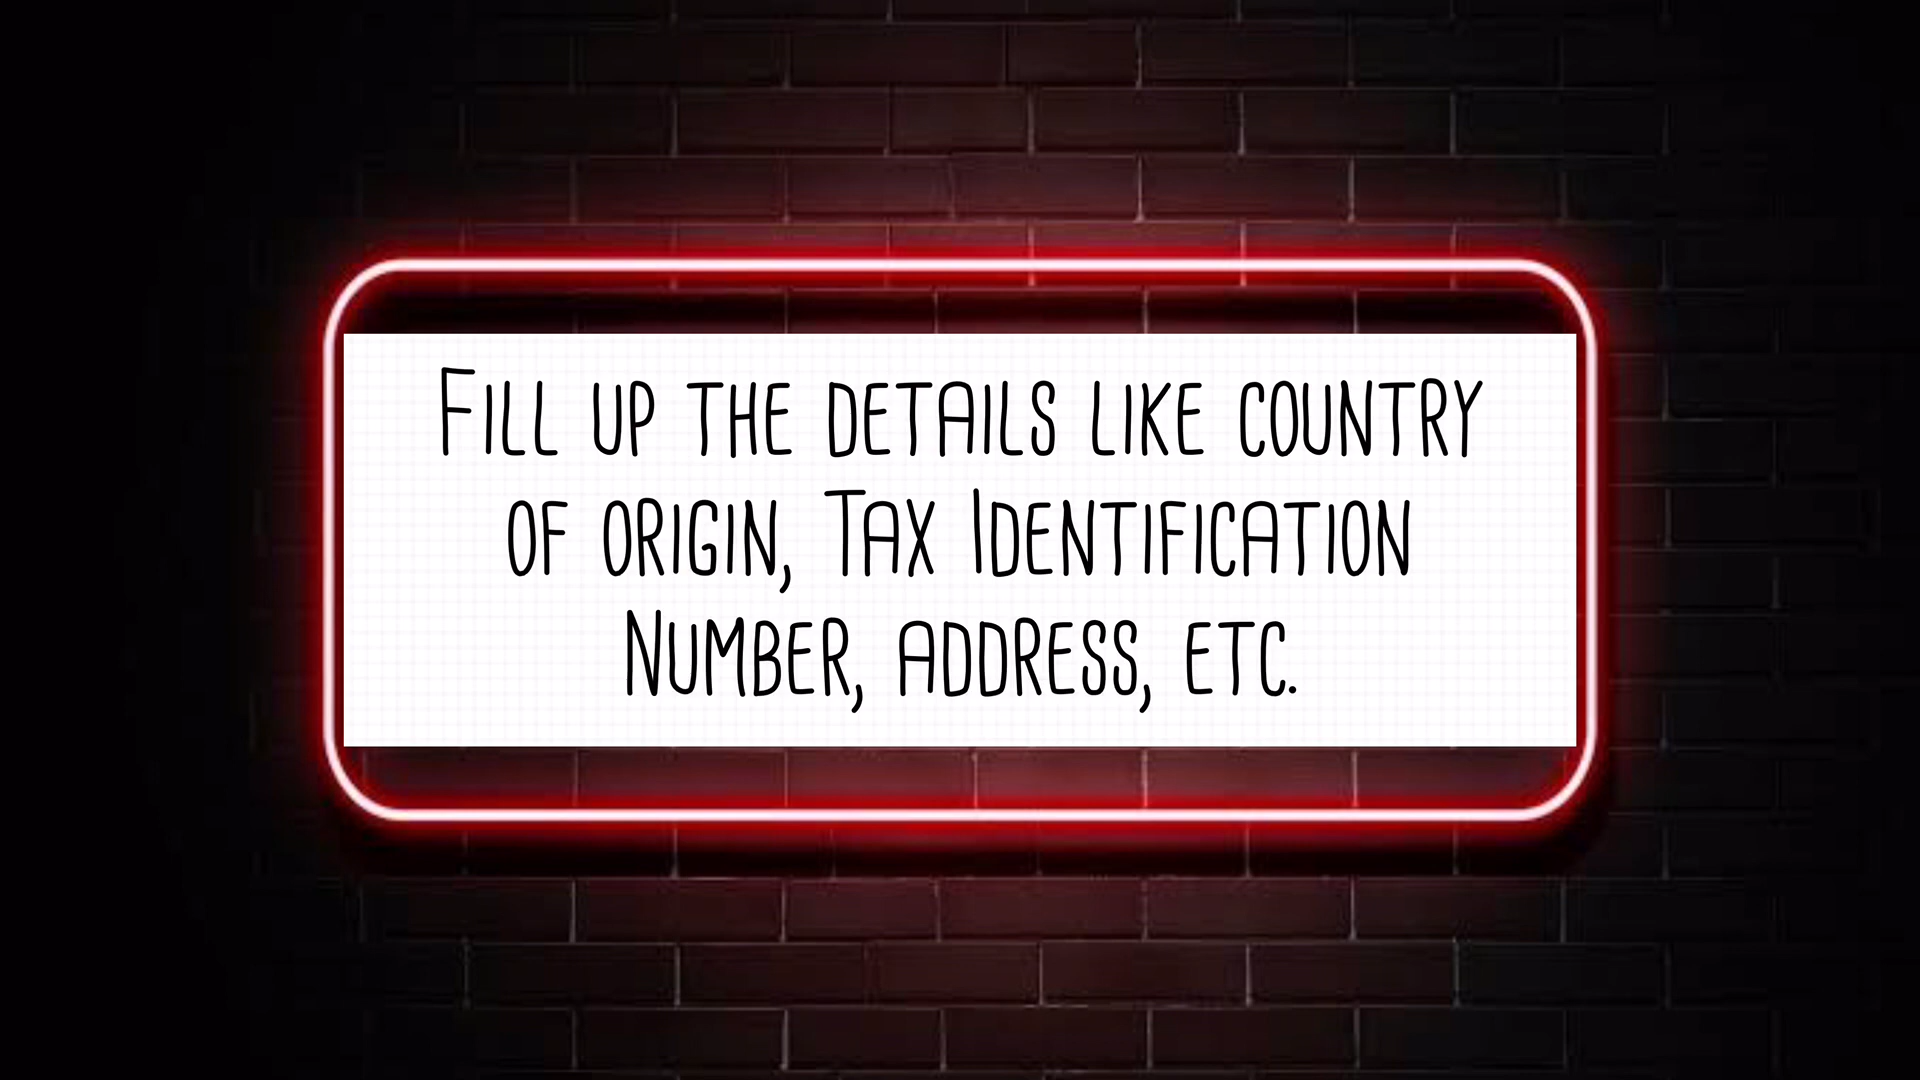 Fill up the details like country
of origin, Tax Identification
Number, address, etc.